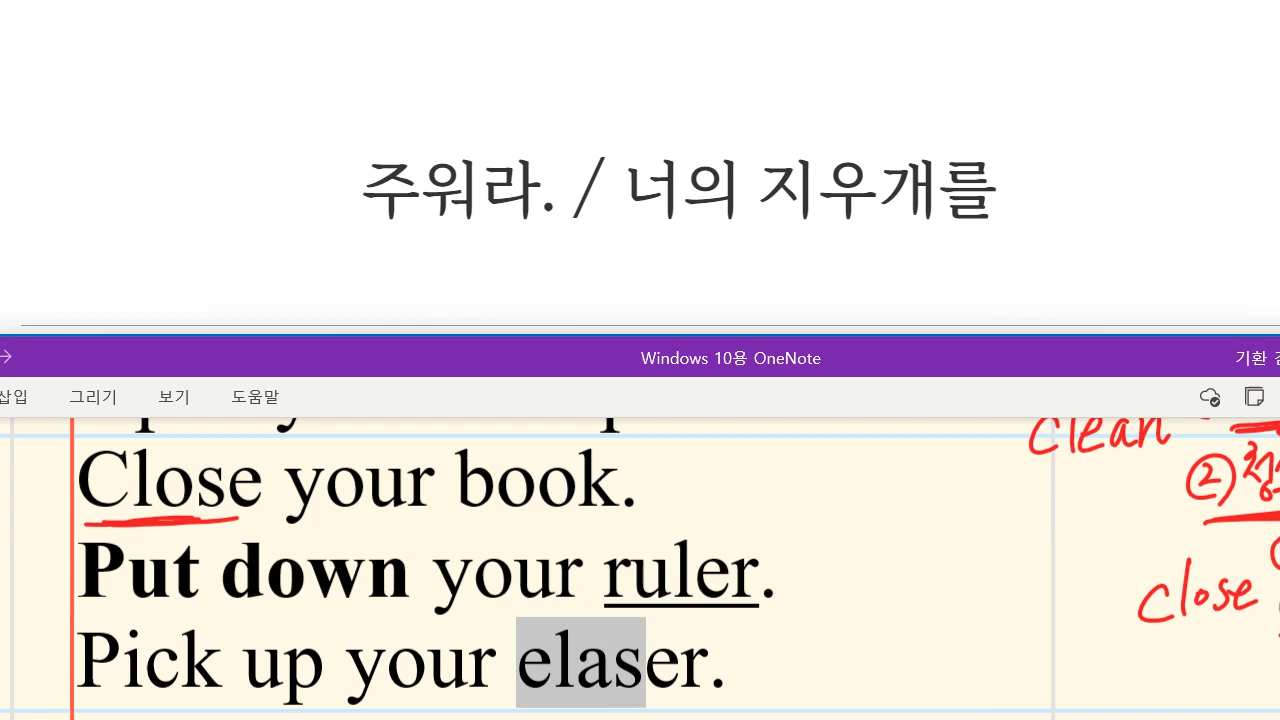 주워라. / 너의 지우개를
Windows 10용 OneNote
기환
삽입 그리기 보기 도움말
clean
Close your book.
②청
Put down your ruler.
close
Pick up your elaser.